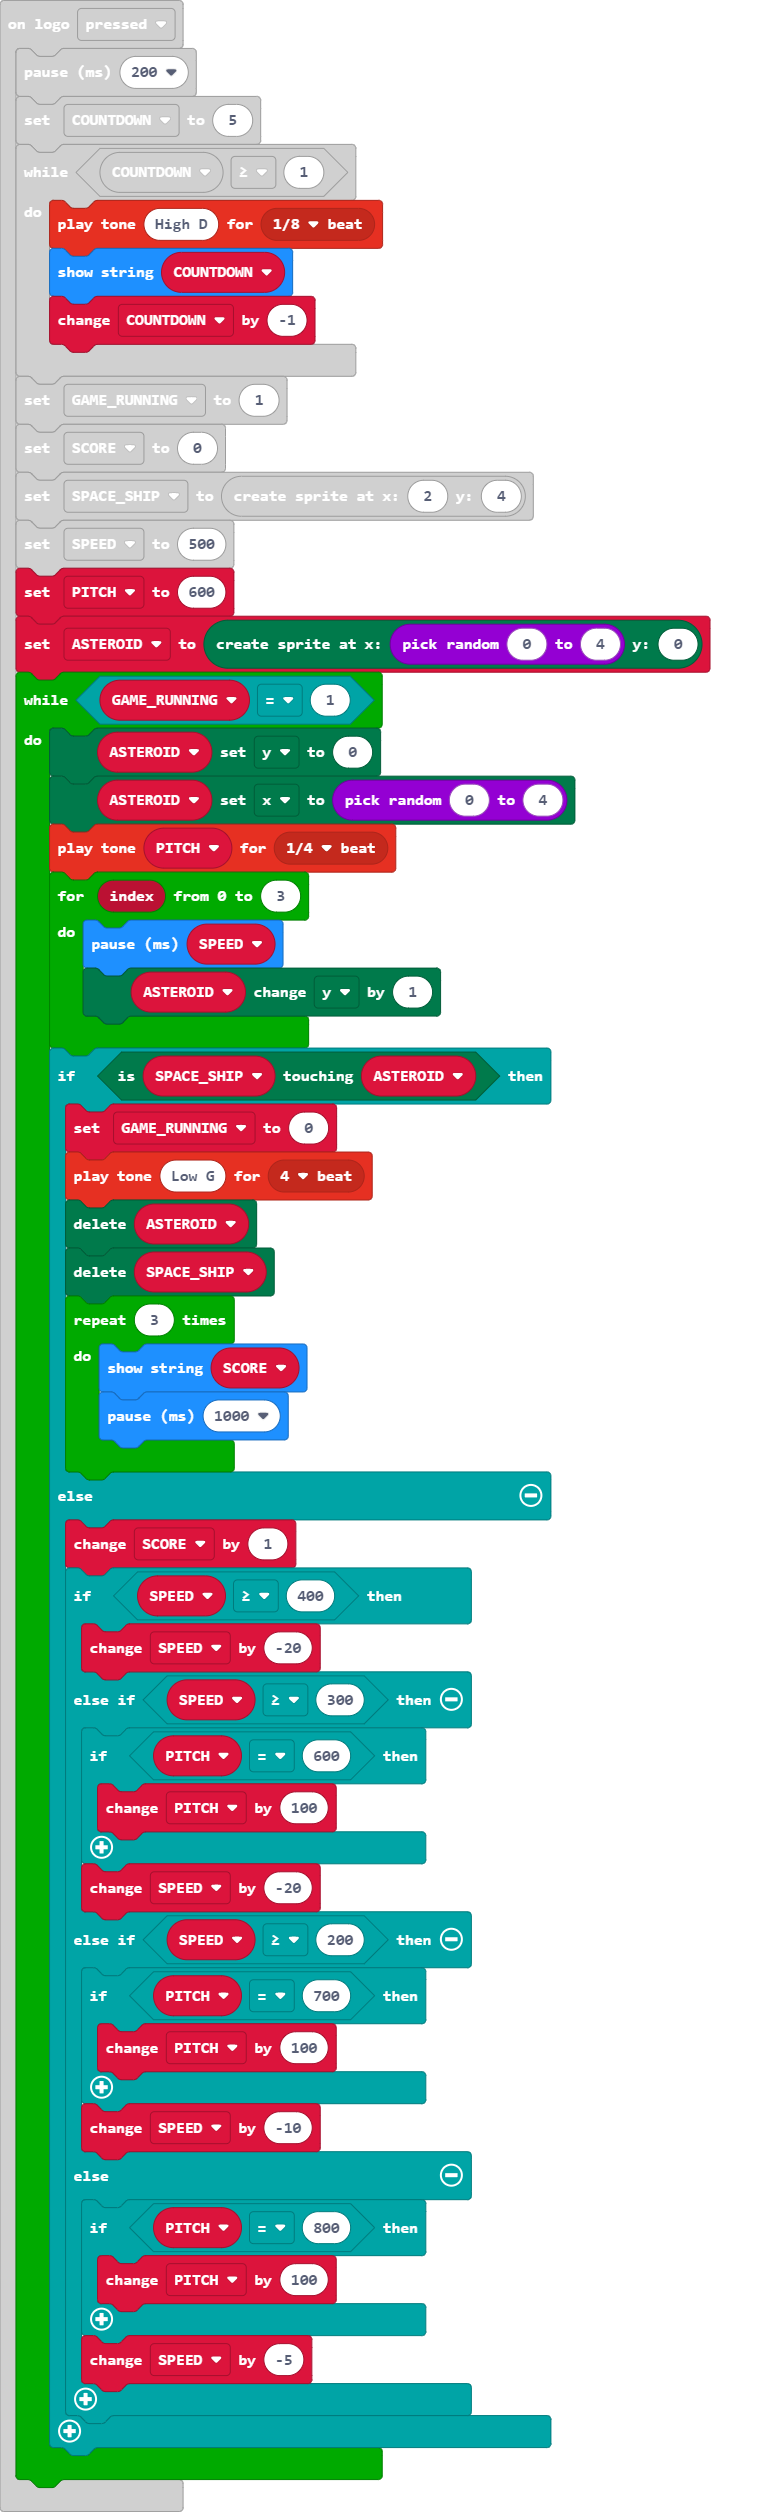 on logo pressed
pause (ms) 200
set COUNTDOWN to 5
while COUNTDOWN ≥ 1
do
play tone High D for 1/8 beat
show string COUNTDOWN
change COUNTDOWN by -1
set GAME_RUNNING to 1
set SCORE to 0
set SPACE_SHIP to create sprite at x: 2 y: 4
set SPEED to 500
set PITCH to 600
set ASTEROID to create sprite at x: pick random 0 to 4 y: 0
while GAME_RUNNING = 1
do
ASTEROID set y to 0
ASTEROID set x to pick random 0 to 4
play tone PITCH for 1/4 beat
for index from 0 to 3
do
pause (ms) SPEED
ASTEROID change y by 1
if is SPACE_SHIP touching ASTEROID then
set GAME_RUNNING to 0
play tone Low G for 4 beat
delete ASTEROID
delete SPACE_SHIP
repeat 3 times
do
show string SCORE
pause (ms) 1000
else
change SCORE by 1
if SPEED ≥ 400 then
change SPEED by -20
else if SPEED ≥ 300 then
if PITCH = 600 then
change PITCH by 100
change SPEED by -20
else if SPEED ≥ 200 then
if PITCH = 700 then
change PITCH by 100
change SPEED by -10
else
if PITCH = 800 then
change PITCH by 100
change SPEED by -5